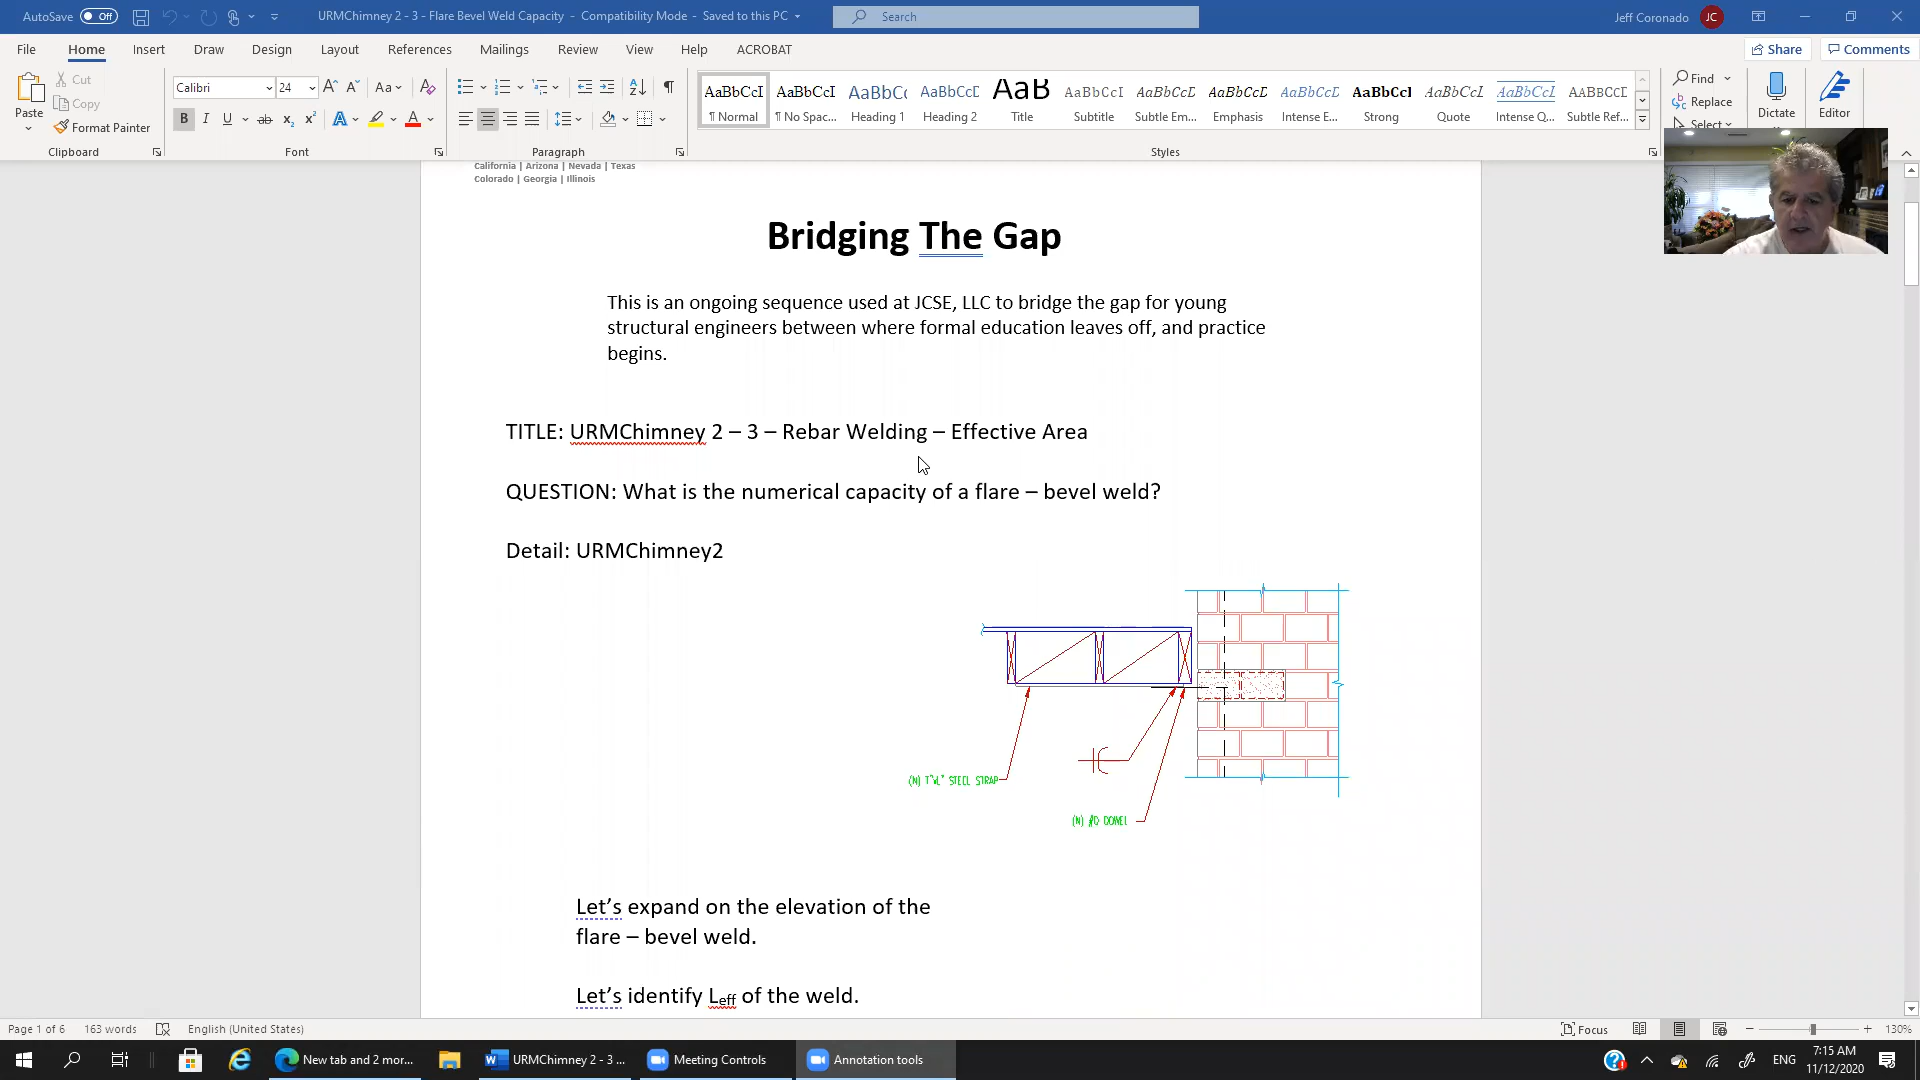 AutoSave Off
URMChimney 2 - 3 - Flare Bevel Weld Capacity - Compatibility Mode - Saved to this PC
Search
Jeff Coronado JC
File Home Insert Draw Design Layout References Mailings Review View Help ACROBAT
Share Comments
Paste
Cut
Copy
Format Painter
Clipboard
Calibri 24
Font
Paragraph
AaBbCcI AaBbCcI AaBbCc AaBbCcD AaB AaBbCcI AaBbCcD AaBbCcD AaBbCcD AaBbCcI AaBbCcI AaBbCcI AABBCCD
¶ Normal ¶ No Spac... Heading 1 Heading 2 Title Subtitle Subtle Em... Emphasis Intense E... Strong Quote Intense Q... Subtle Ref...
Styles
Find
Replace
Select
Dictate
Editor
California | Arizona | Nevada | Texas
Colorado | Georgia | Illinois
Bridging The Gap
This is an ongoing sequence used at JCSE, LLC to bridge the gap for young
structural engineers between where formal education leaves off, and practice
begins.
TITLE: URMChimney 2 – 3 – Rebar Welding – Effective Area
QUESTION: What is the numerical capacity of a flare – bevel weld?
Detail: URMChimney2
(N) T"xL" STEEL STRAP
(N) #D DOWEL
Let's expand on the elevation of the
flare – bevel weld.
Let's identify Leff of the weld.
Page 1 of 6 163 words English (United States)
Focus 130%
New tab and 2 mor...
URMChimney 2 - 3 ...
Meeting Controls
Annotation tools
ENG
7:15 AM
11/12/2020